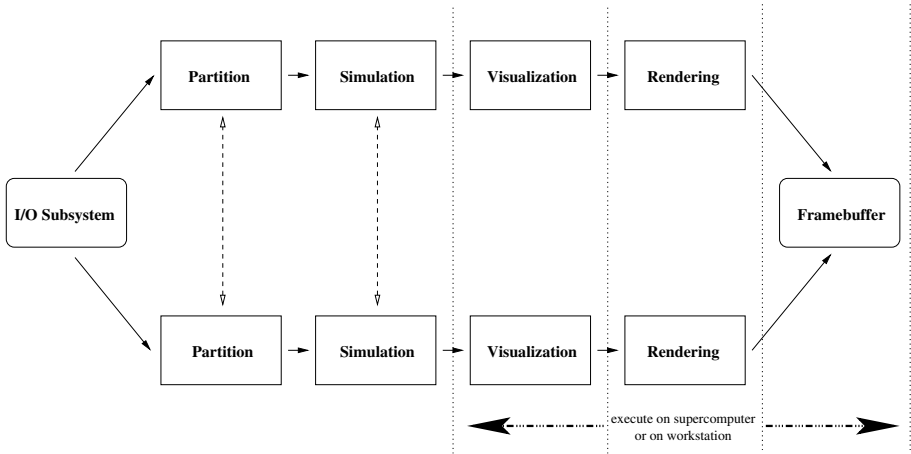 Partition
Simulation
Visualization
Rendering
I/O Subsystem
Framebuffer
Partition
Simulation
Visualization
Rendering
execute on supercomputer
or on workstation